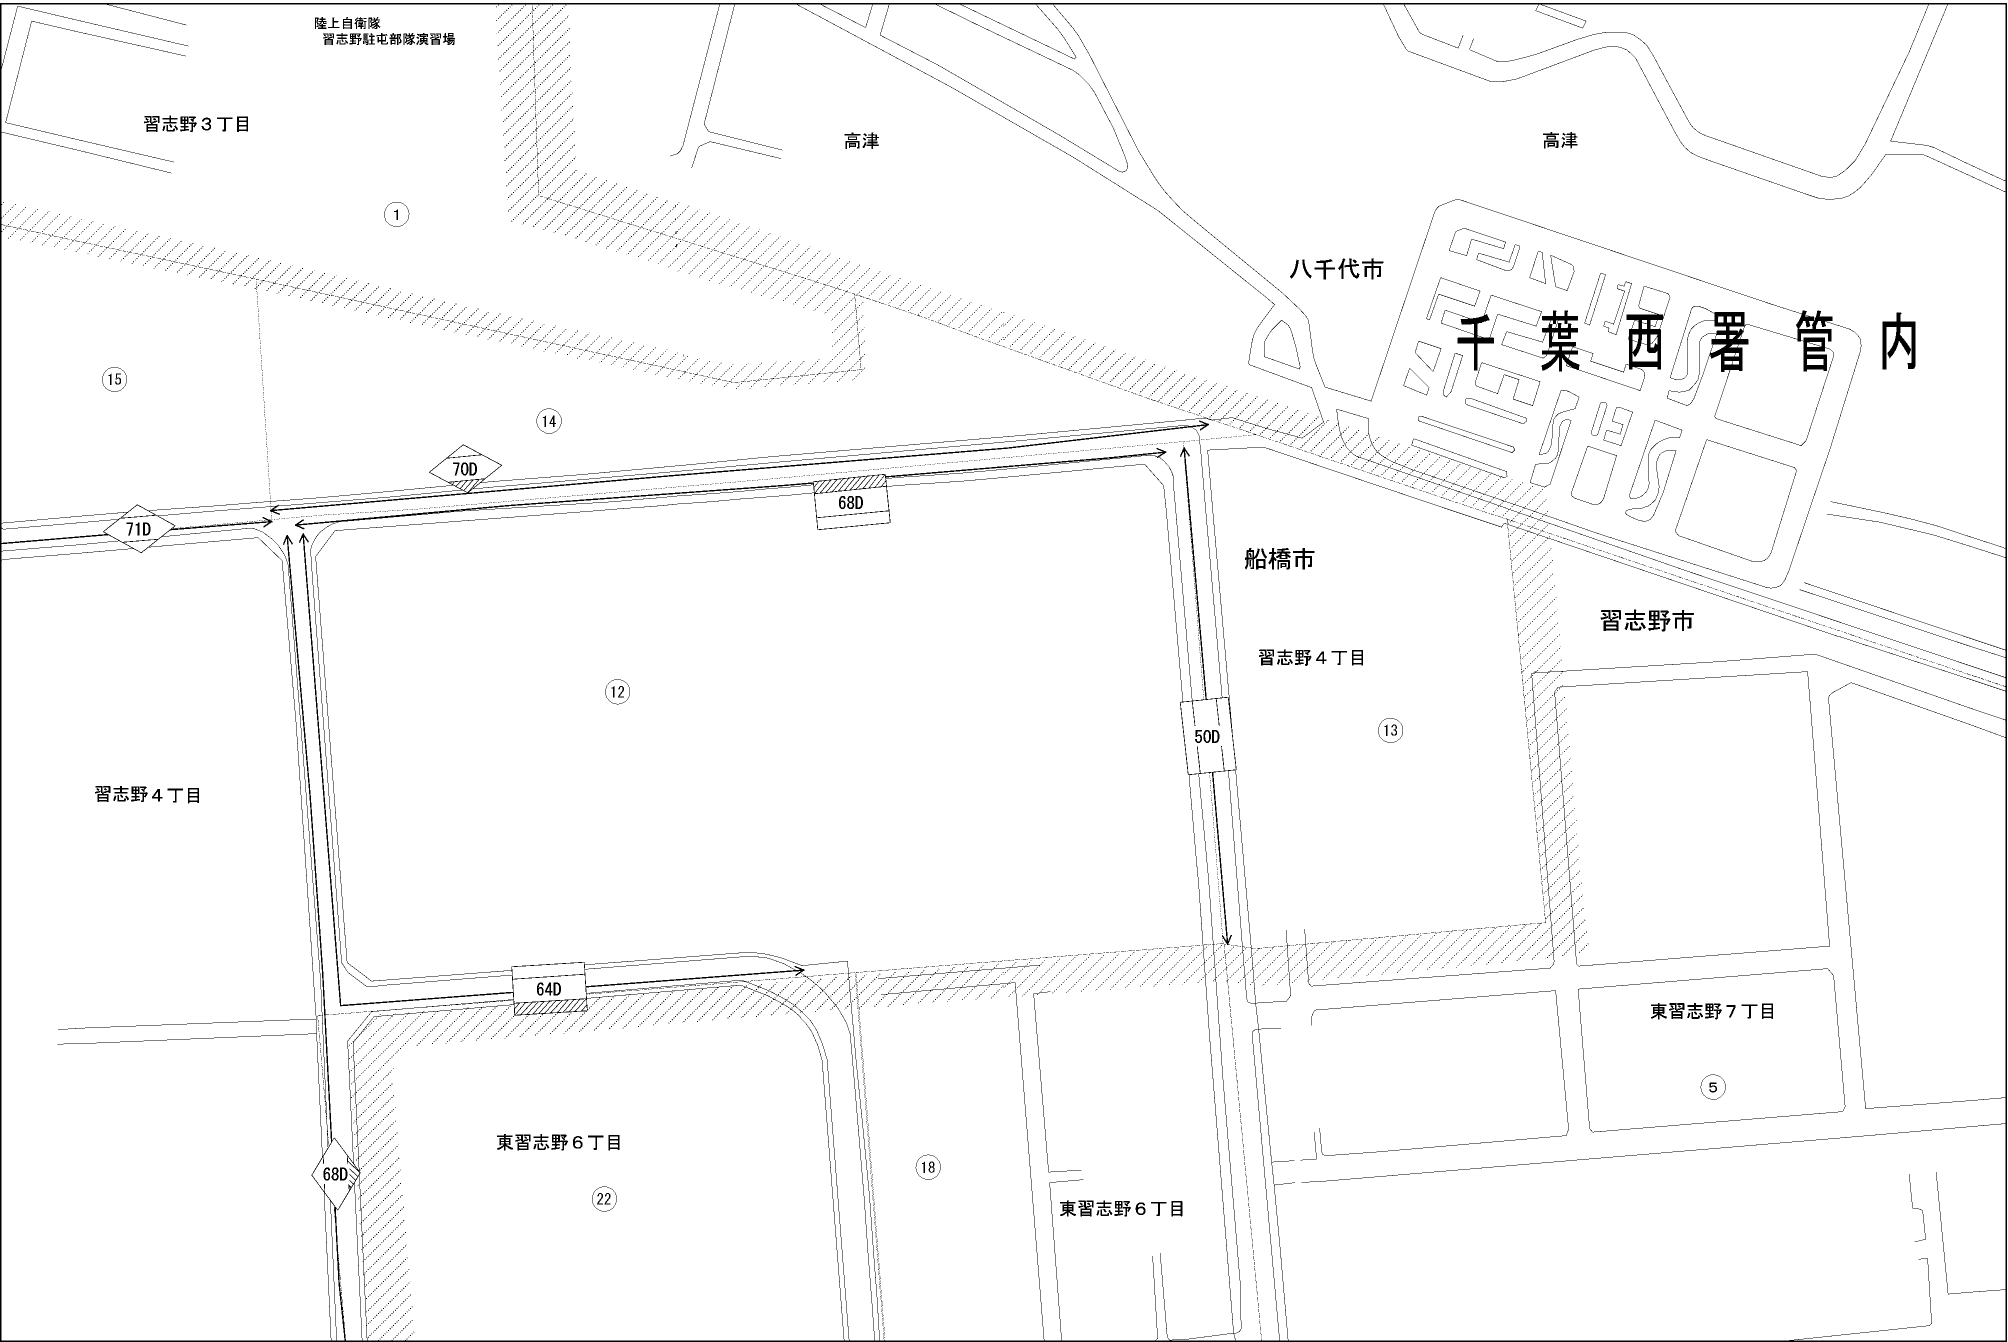 陸上自衛隊
習志野駐屯部隊演習場
習志野３丁目
高津
高津
1
八千代市
千葉西署管内
15
14
70D
68D
71D
船橋市
習志野市
習志野４丁目
12
13
50D
習志野４丁目
64D
東習志野７丁目
5
東習志野６丁目
18
68D
22
東習志野６丁目